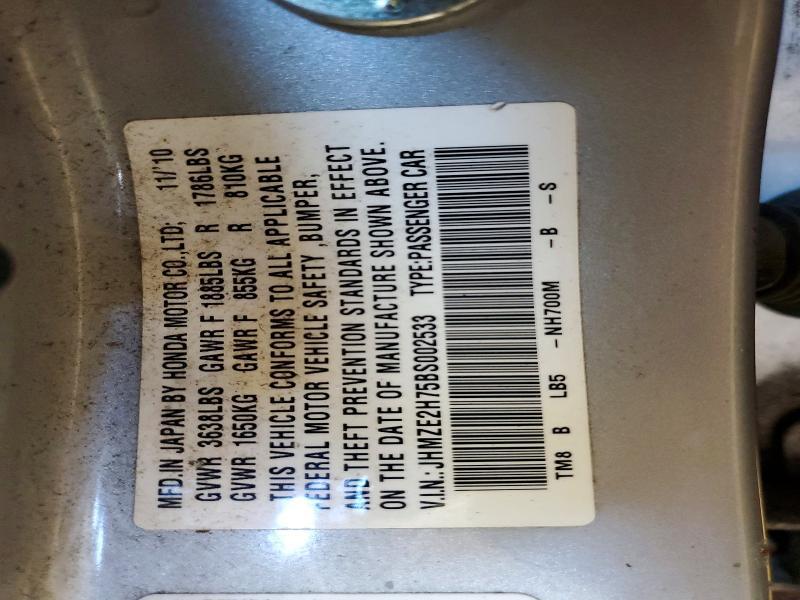 MFD.IN JAPAN BY HONDA MOTOR CO.,LTD; 11/'10
GVWR 3638LBS GAWR F 1885LBS R 1786LBS
GVWR 1650KG GAWR F 855KG R 810KG
THIS VEHICLE CONFORMS TO ALL APPLICABLE
FEDERAL MOTOR VEHICLE SAFETY ,BUMPER,
AND THEFT PREVENTION STANDARDS IN EFFECT
ON THE DATE OF MANUFACTURE SHOWN ABOVE.
V.I.N.: JHMZE2H75BS002533 TYPE:PASSENGER CAR
TM8 B LB5 -NH700M -B -S